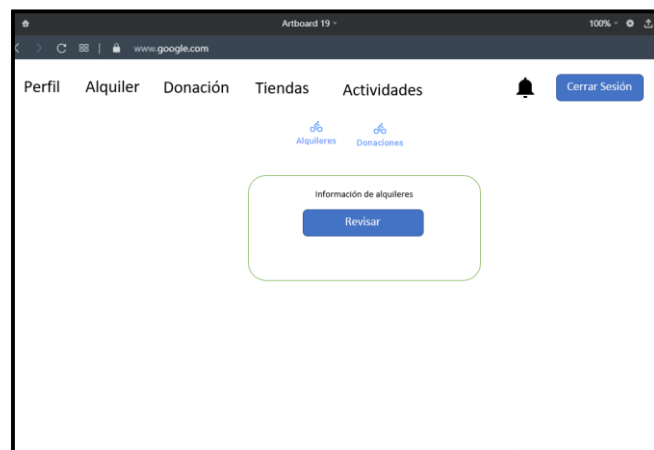 Artboard 19
100%
www.google.com
Perfil Alquiler Donación Tiendas Actividades Cerrar Sesión
Alquileres Donaciones
Información de alquileres
Revisar